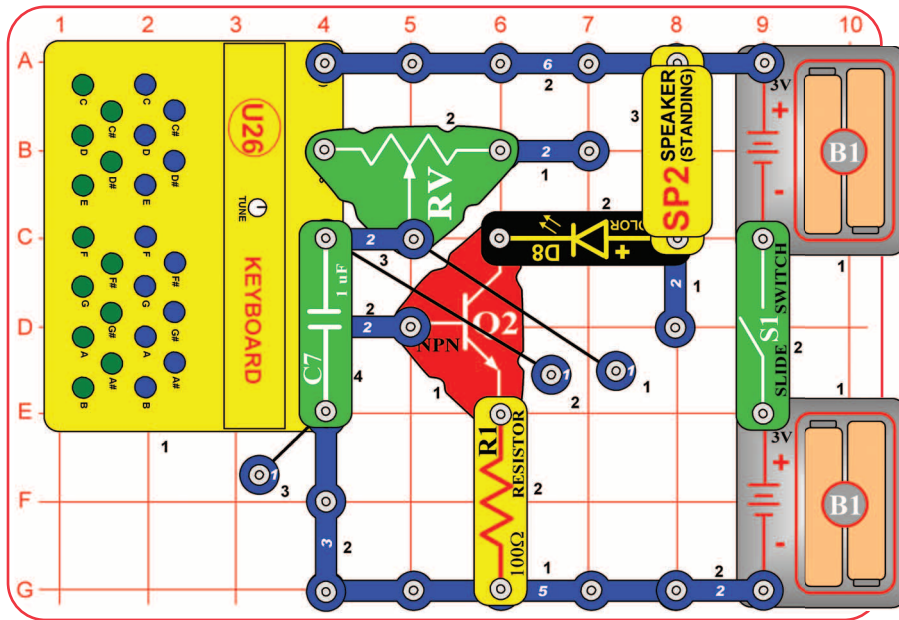 1 2 3 4 5 6 7 8 9 10
A
B
C
D
E
F
G
U26
TUNE
KEYBOARD
C
C#
D
D#
E
F
F#
G
G#
A
A#
B
C
C#
D
D#
E
F
F#
G
G#
A
A#
B
1
6
2
2
2
1
RV
2
3
C7
1 uF
4
2
2
NPN
Q2
1
2
COLOR
D8
+
3
SP2
SPEAKER
(STANDING)
2
1
1
2
1
1
1
3
R1
RESISTOR
100Ω
2
3
2
1
5
2
2
S1
SLIDE SWITCH
2
3V
+
-
B1
1
3V
+
-
B1
1